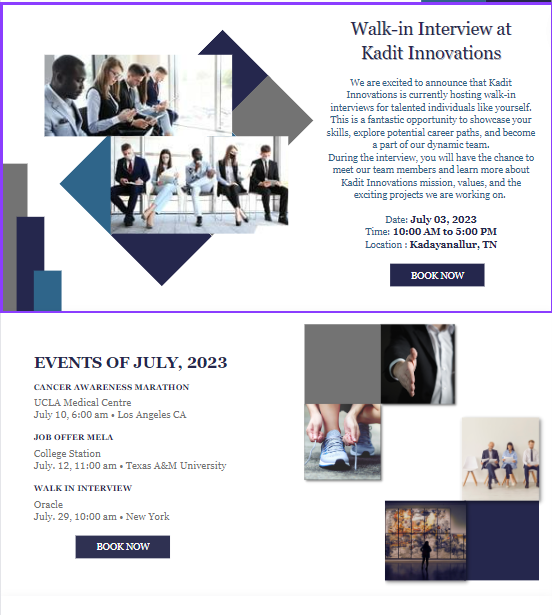 Walk-in Interview at
Kadit Innovations
We are excited to announce that Kadit
Innovations is currently hosting walk-in
interviews for talented individuals like yourself.
This is a fantastic opportunity to showcase your
skills, explore potential career paths, and become
a part of our dynamic team.
During the interview, you will have the chance to
meet our team members and learn more about
Kadit Innovations mission, values, and the
exciting projects we are working on.
Date: July 03, 2023
Time: 10:00 AM to 5:00 PM
Location : Kadayanallur, TN
BOOK NOW
EVENTS OF JULY, 2023
CANCER AWARENESS MARATHON
UCLA Medical Centre
July 10, 6:00 am • Los Angeles CA
JOB OFFER MELA
College Station
July. 12, 11:00 am • Texas A&M University
WALK IN INTERVIEW
Oracle
July. 29, 10:00 am • New York
BOOK NOW